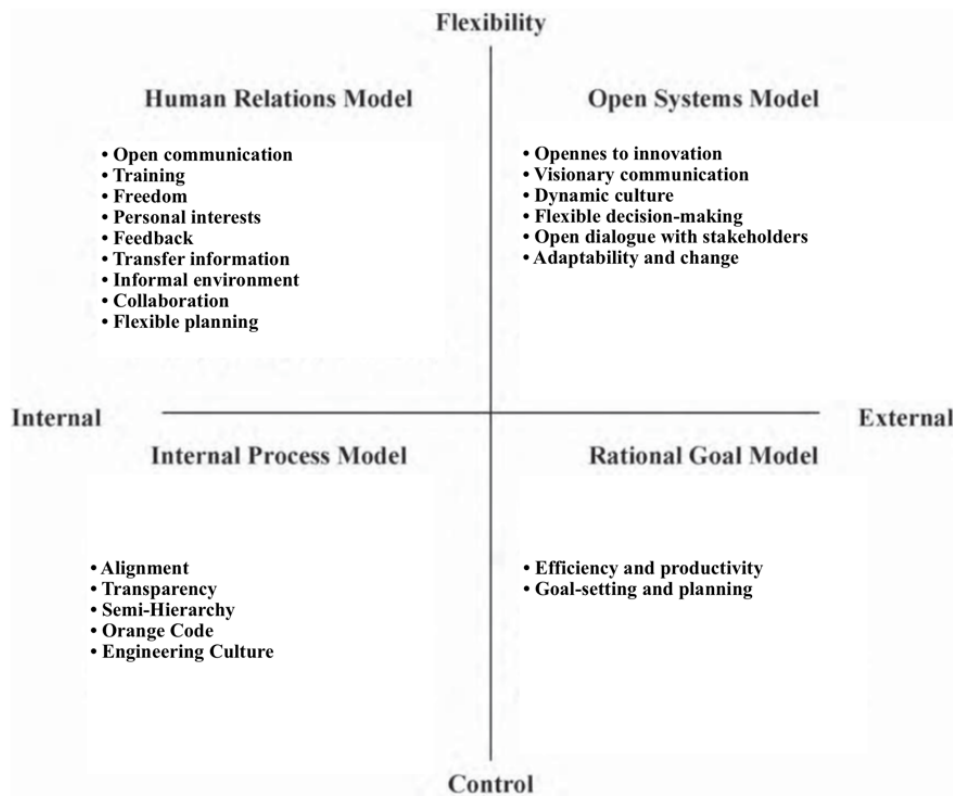 Flexibility
Human Relations Model
• Open communication
• Training
• Freedom
• Personal interests
• Feedback
• Transfer information
• Informal environment
• Collaboration
• Flexible planning
Open Systems Model
• Opennes to innovation
• Visionary communication
• Dynamic culture
• Flexible decision-making
• Open dialogue with stakeholders
• Adaptability and change
Internal
External
Internal Process Model
• Alignment
• Transparency
• Semi-Hierarchy
• Orange Code
• Engineering Culture
Rational Goal Model
• Efficiency and productivity
• Goal-setting and planning
Control